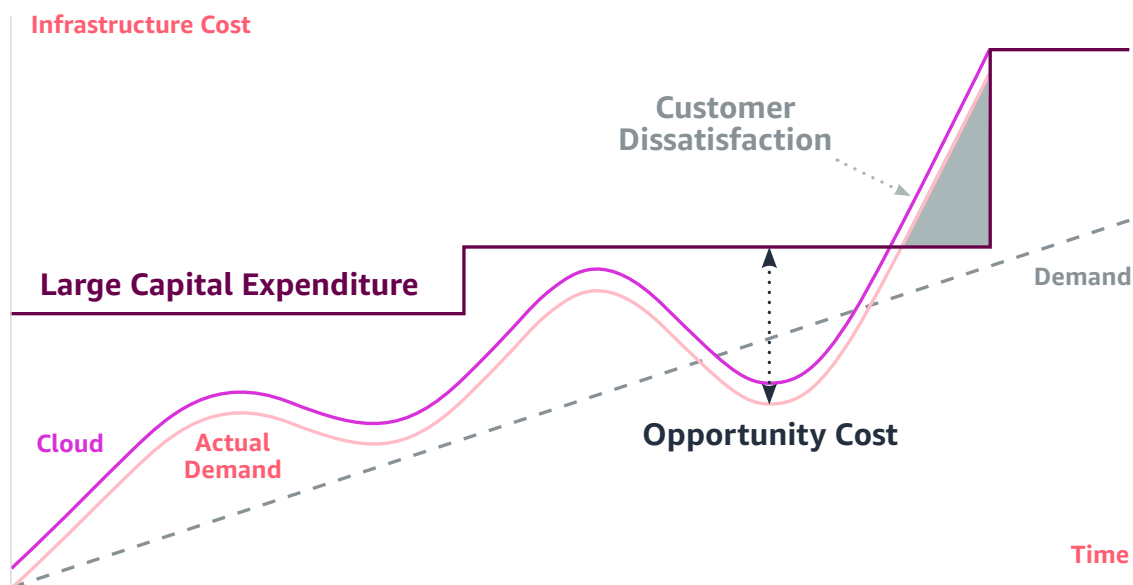 Infrastructure Cost
Customer
Dissatisfaction
Large Capital Expenditure
Demand
Cloud
Actual
Demand
Opportunity Cost
Time